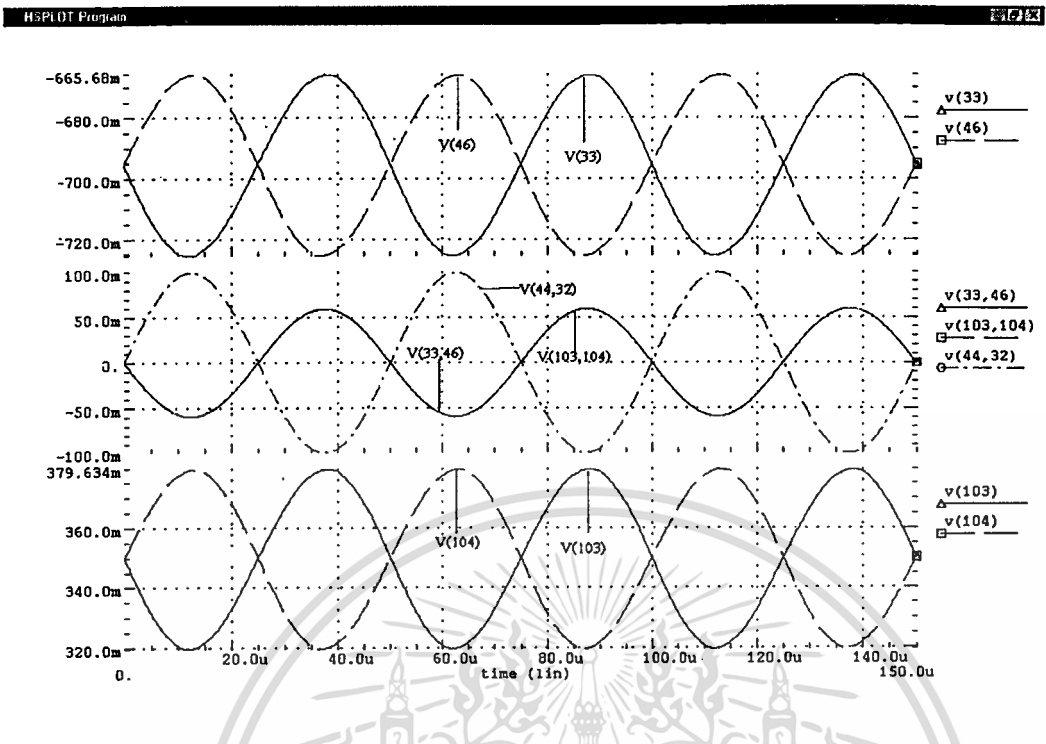 HSPLOT Program
-665.68m
-680.0m
-700.0m
-720.0m
V(46)
V(33)
v(33)
v(46)
100.0m
50.0m
0.
-50.0m
-100.0m
V(44,32)
V(33,46)
V(103,104)
v(33,46)
v(103,104)
v(44,32)
379.634m
360.0m
340.0m
320.0m
V(104)
V(103)
v(103)
v(104)
0.
20.0u
40.0u
60.0u
80.0u
100.0u
120.0u
140.0u
150.0u
time (lin)